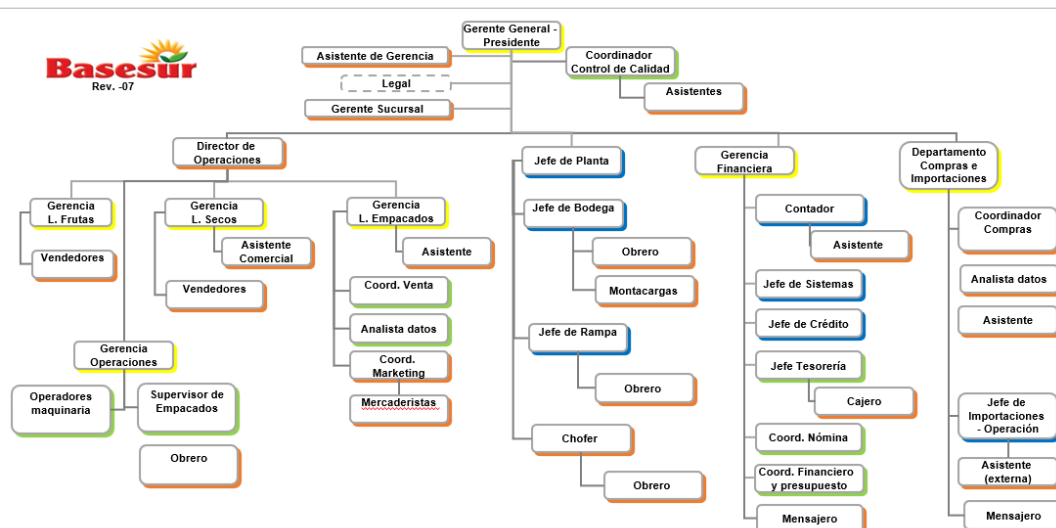 Gerente General -
Presidente
Asistente de Gerencia
Coordinador
Control de Calidad
Basesur
Rev. -07
Legal
Asistentes
Gerente Sucursal
Director de
Operaciones
Jefe de Planta
Gerencia
Financiera
Departamento
Compras e
Importaciones
Gerencia
L. Frutas
Gerencia
L. Secos
Gerencia
L. Empacados
Jefe de Bodega
Contador
Coordinador
Compras
Vendedores
Asistente
Comercial
Asistente
Obrero
Asistente
Vendedores
Coord. Venta
Montacargas
Jefe de Sistemas
Analista datos
Analista datos
Jefe de Rampa
Jefe de Crédito
Asistente
Gerencia
Operaciones
Coord.
Marketing
Jefe Tesorería
Operadores
maquinaria
Supervisor de
Empacados
Mercaderistas
Obrero
Cajero
Jefe de
Importaciones
- Operación
Obrero
Chofer
Coord. Nómina
Obrero
Coord. Financiero
y presupuesto
Asistente
(externa)
Mensajero
Mensajero